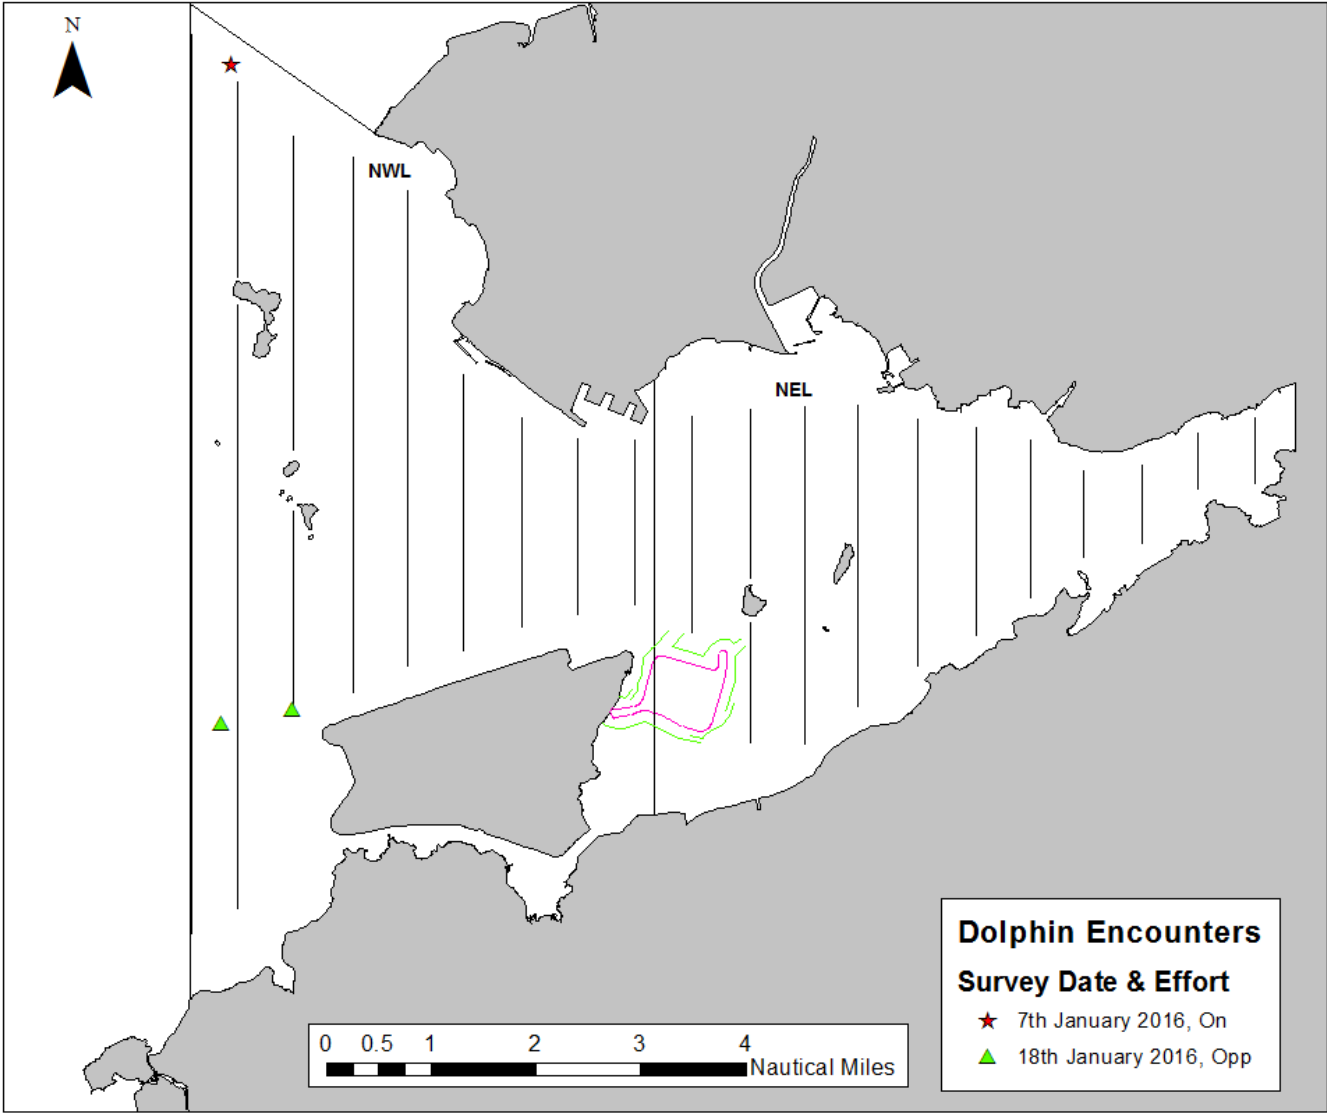 N
NWL
NEL
Dolphin Encounters
Survey Date & Effort
7th January 2016, On
18th January 2016, Opp
0 0.5 1 2 3 4
Nautical Miles